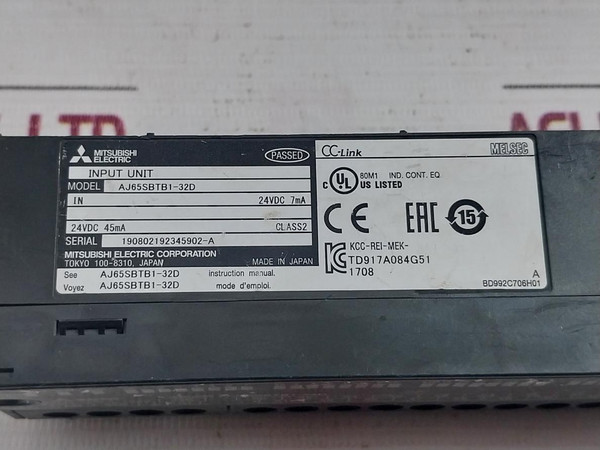 MITSUBISHI
ELECTRIC
PASSED
INPUT UNIT
MODEL AJ65SBTB1-32D
IN 24VDC 7mA
24VDC 45mA CLASS2
SERIAL 190802192345902-A
MITSUBISHI ELECTRIC CORPORATION
TOKYO 100-8310, JAPAN MADE IN JAPAN
See AJ65SBTB1-32D instruction manual.
Voyez AJ65SBTB1-32D mode d'emploi.
CC-Link MELSEC
C UL US LISTED 80M1 IND. CONT. EQ
CE EAC 15
KCC-REI-MEK-
TD917A084G51
1708
A
BD992C706H01
LTD